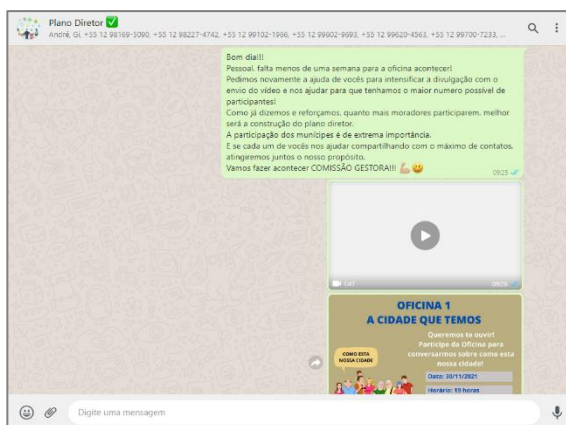 Plano Diretor ✅
André, Gi, +55 12 98169-5090, +55 12 98227-4742, +55 12 99102-1966, +55 12 99602-9693, +55 12 99620-4563, +55 12 99700-7233, ...
Bom dia!!!
Pessoal, falta menos de uma semana para a oficina acontecer!
Pedimos novamente a ajuda de vocês para intensificar a divulgação com o
envio do vídeo e nos ajudar para que tenhamos o maior numero possível de
participantes!
Como já dizemos e reforçamos, quanto mais moradores participarem, melhor
será a construção do plano diretor.
A participação dos munícipes é de extrema importância.
E se cada um de vocês nos ajudar compartilhando com o máximo de contatos,
atingiremos juntos o nosso propósito.
Vamos fazer acontecer COMISSÃO GESTORA!!! 💪🏼😀
09:25
1:47
09:26
OFICINA 1
A CIDADE QUE TEMOS
Queremos te ouvir!
Participe da Oficina para
conversarmos sobre como esta
nossa cidade!
COMO ESTA
NOSSA CIDADE
Data: 30/11/2021
Horário: 19 horas
Digite uma mensagem